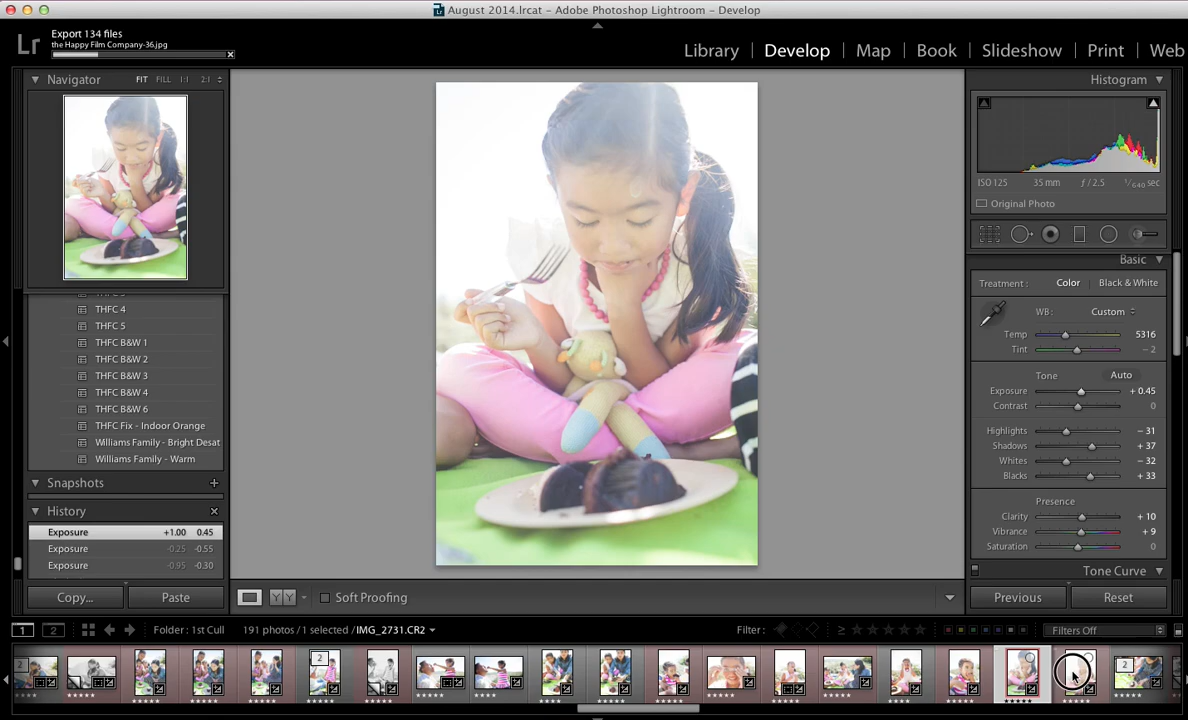 August 2014.lrcat - Adobe Photoshop Lightroom - Develop
Lr
Export 134 files
the Happy Film Company-36.jpg
Library | Develop | Map | Book | Slideshow | Print | Web
Navigator FIT FILL 1:1 2:1
THFC 4
THFC 5
THFC B&W 1
THFC B&W 2
THFC B&W 3
THFC B&W 4
THFC B&W 6
THFC Fix - Indoor Orange
Williams Family - Bright Desat
Williams Family - Warm
Snapshots +
History
Exposure +1.00 0.45
Exposure -0.25 -0.55
Exposure -0.95 -0.30
Copy... Paste
Histogram
ISO 125 35 mm ƒ / 2.5 1/640 sec
Original Photo
Basic
Treatment : Color | Black & White
WB : Custom
Temp 5316
Tint - 2
Tone Auto
Exposure + 0.45
Contrast 0
Highlights - 31
Shadows + 37
Whites - 32
Blacks + 33
Presence
Clarity + 10
Vibrance + 9
Saturation 0
Tone Curve
Previous Reset
YY Soft Proofing
1 2 Folder : 1st Cull 191 photos / 1 selected / IMG_2731.CR2 Filter : Filters Off
2 2 2